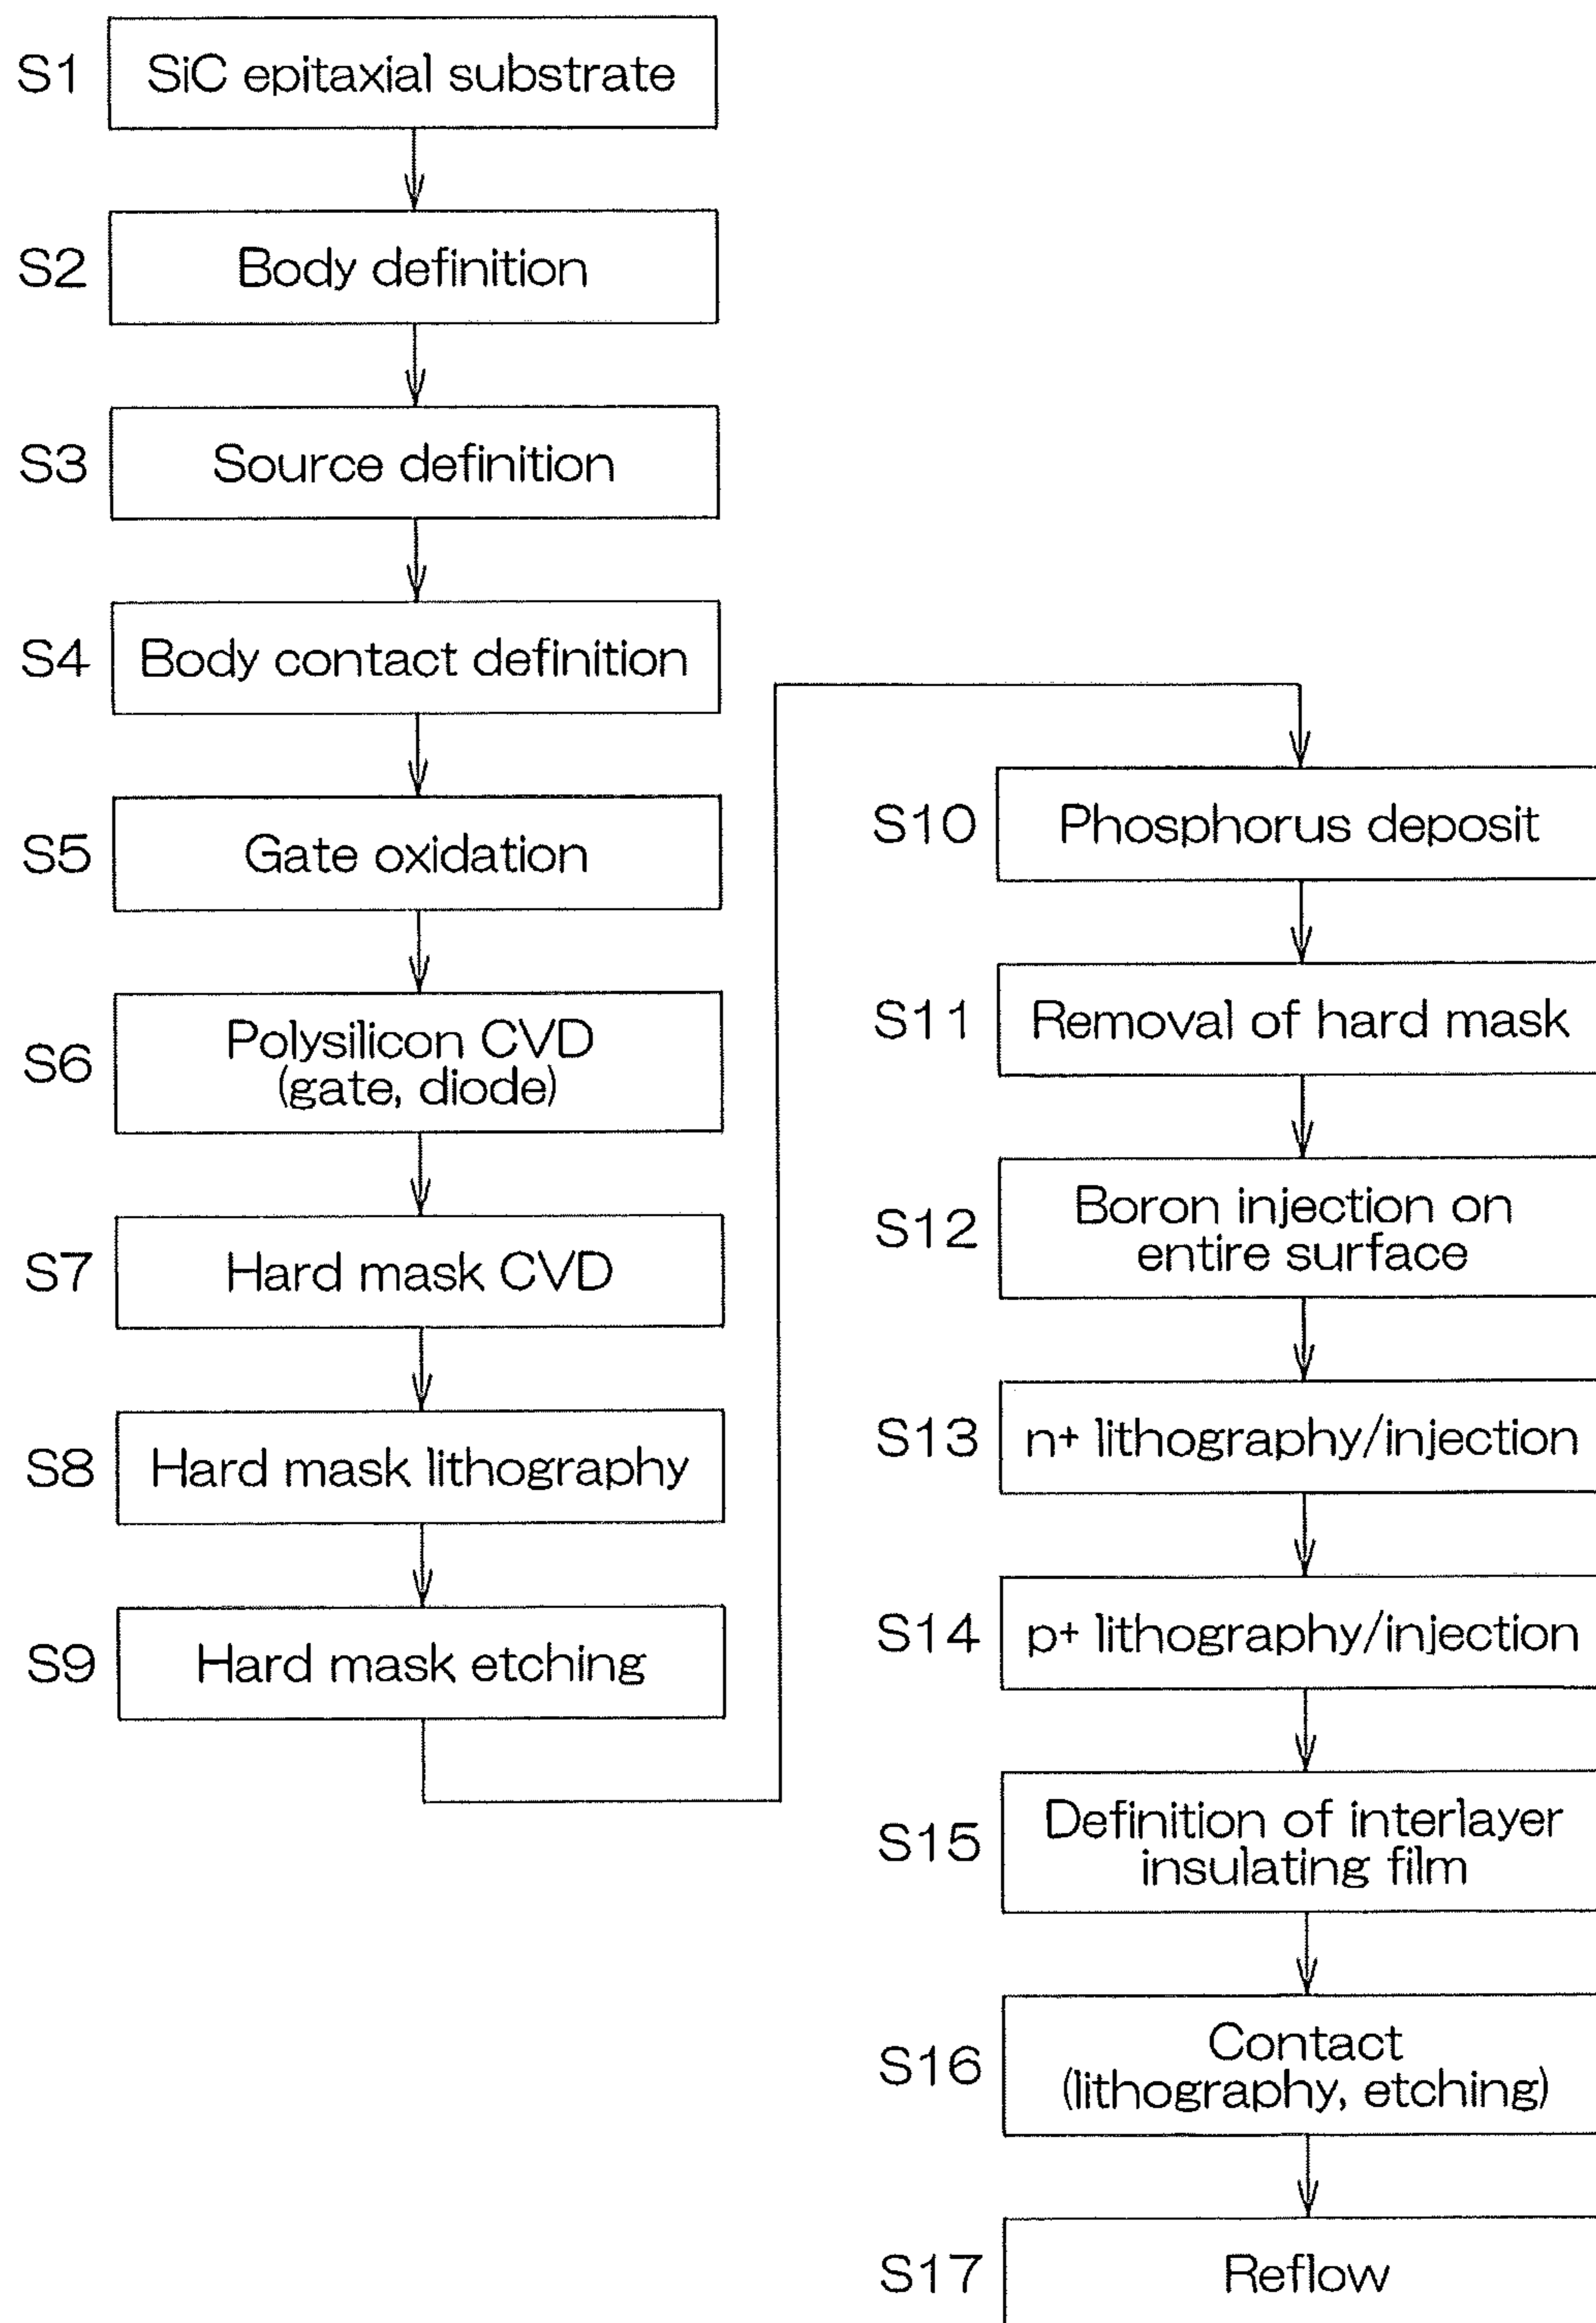 S1 SiC epitaxial substrate
S2 Body definition
S3 Source definition
S4 Body contact definition
S5 Gate oxidation
S6 Polysilicon CVD
(gate, diode)
S7 Hard mask CVD
S8 Hard mask lithography
S9 Hard mask etching
S10 Phosphorus deposit
S11 Removal of hard mask
S12 Boron injection on
entire surface
S13 n+ lithography/injection
S14 p+ lithography/injection
S15 Definition of interlayer
insulating film
S16 Contact
(lithography, etching)
S17 Reflow